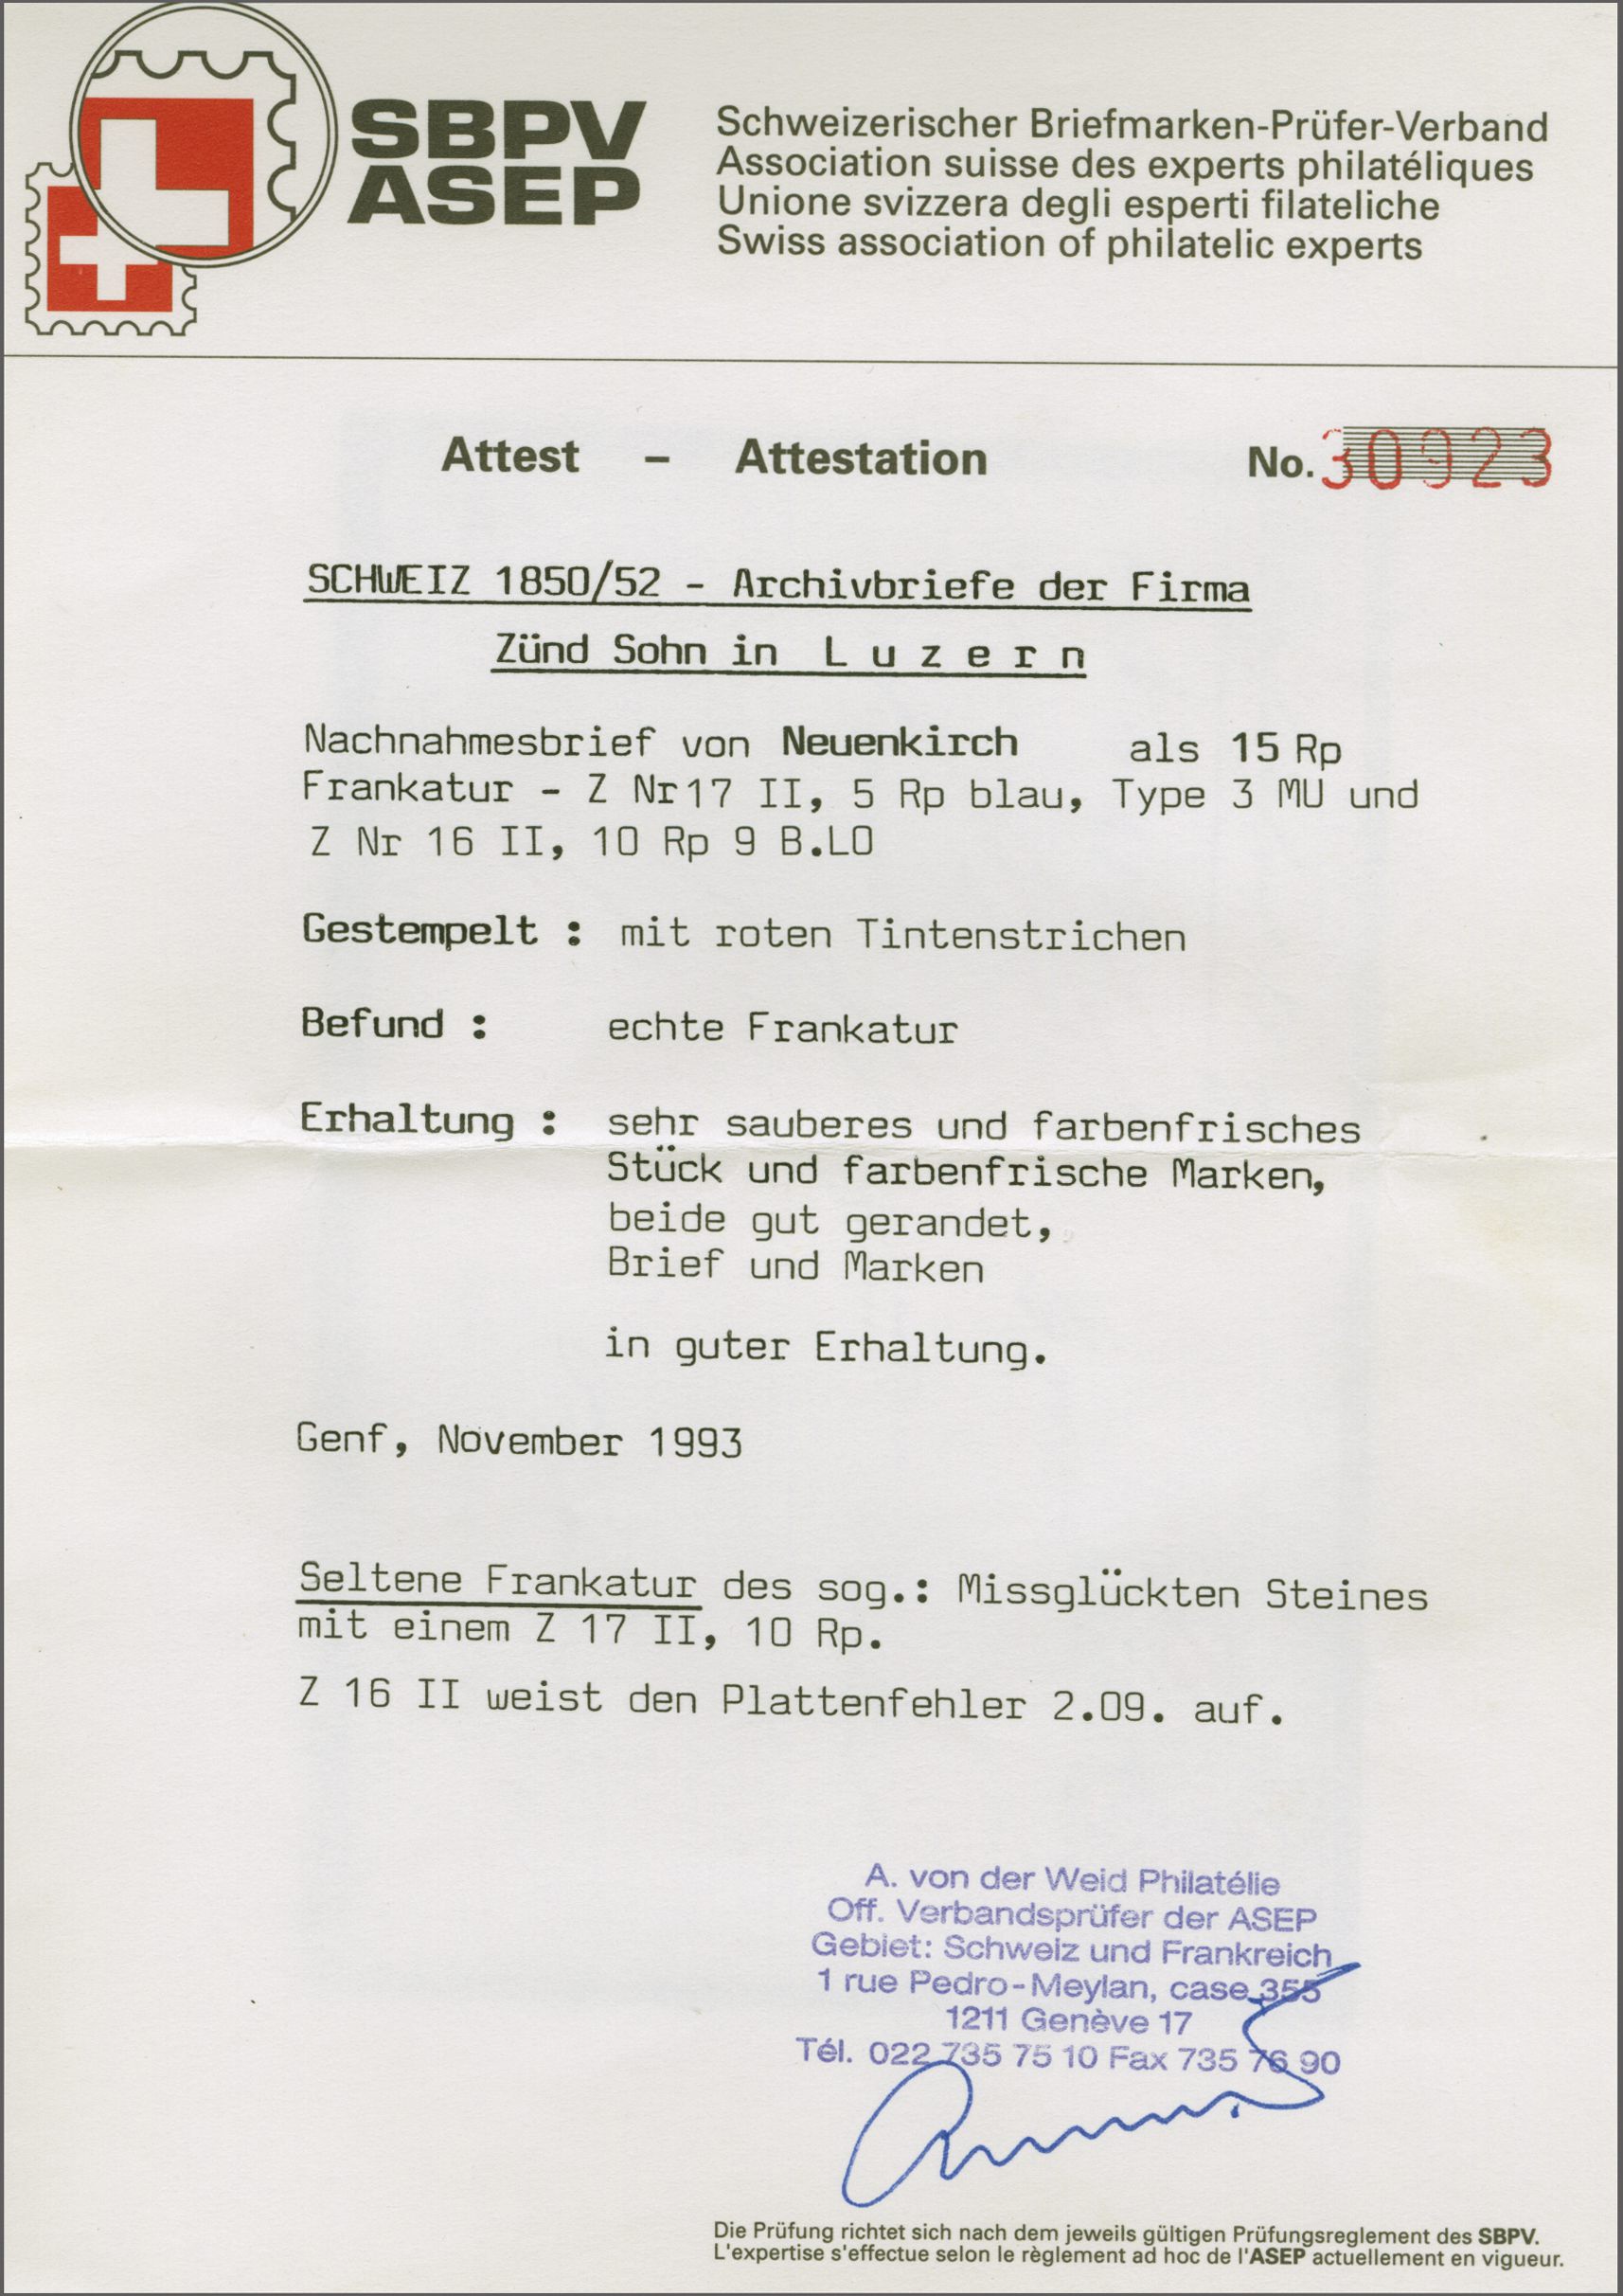 SBPV
ASEP
Schweizerischer Briefmarken-Prüfer-Verband
Association suisse des experts philatéliques
Unione svizzera degli esperti filateliche
Swiss association of philatelic experts
Attest – Attestation No. 30923
SCHWEIZ 1850/52 - Archivbriefe der Firma
Zünd Sohn in L u z e r n
Nachnahmesbrief von Neuenkirch als 15 Rp
Frankatur - Z Nr17 II, 5 Rp blau, Type 3 MU und
Z Nr 16 II, 10 Rp 9 B.LO
Gestempelt : mit roten Tintenstrichen
Befund : echte Frankatur
Erhaltung : sehr sauberes und farbenfrisches
Stück und farbenfrische Marken,
beide gut gerandet,
Brief und Marken
in guter Erhaltung.
Genf, November 1993
Seltene Frankatur des sog.: Missglückten Steines
mit einem Z 17 II, 10 Rp.
Z 16 II weist den Plattenfehler 2.09. auf.
A. von der Weid Philatélie
Off. Verbandsprüfer der ASEP
Gebiet: Schweiz und Frankreich
1 rue Pedro-Meylan, case 355
1211 Genève 17
Tél. 022 735 75 10 Fax 735 76 90
Die Prüfung richtet sich nach dem jeweils gültigen Prüfungsreglement des SBPV.
L'expertise s'effectue selon le règlement ad hoc de l'ASEP actuellement en vigueur.